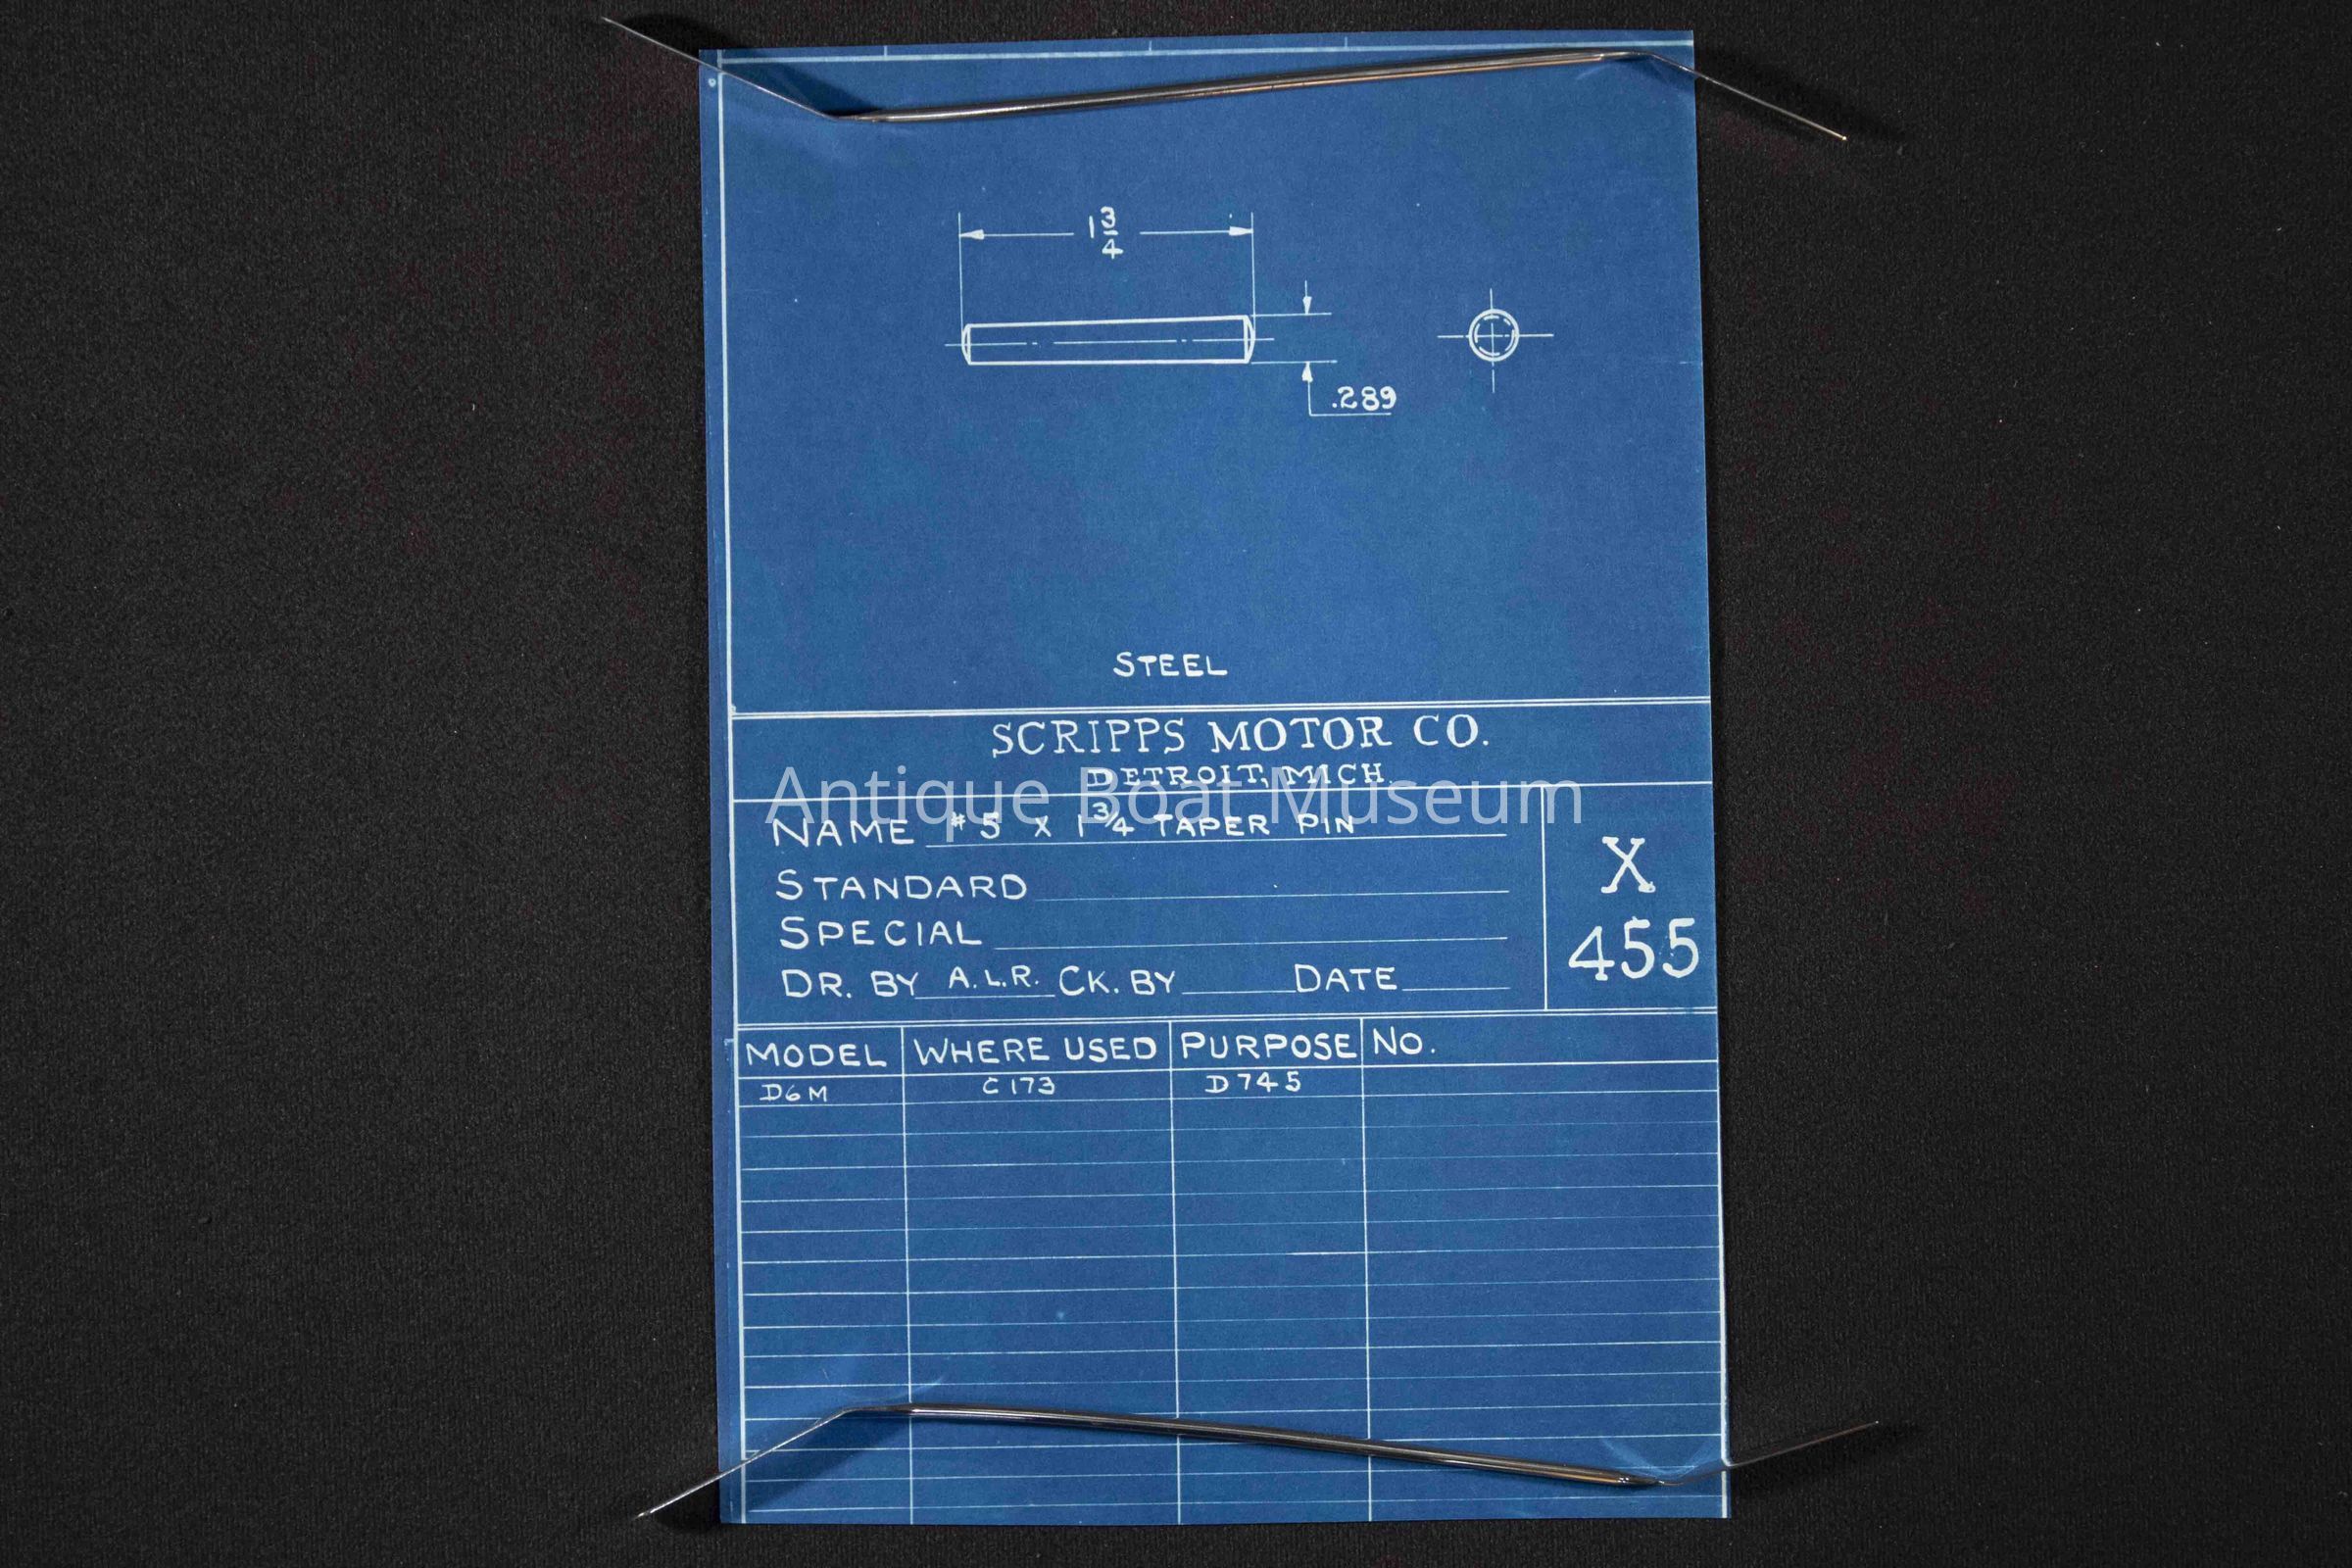 1 3/4
.289
STEEL
SCRIPPS MOTOR CO.
DETROIT, MICH.
Antique Boat Museum
NAME # 5 X 1 3/4 TAPER PIN
STANDARD
SPECIAL
DR. BY A.L.R. CK. BY DATE
X
455
MODEL WHERE USED PURPOSE NO.
D6M C173 D745